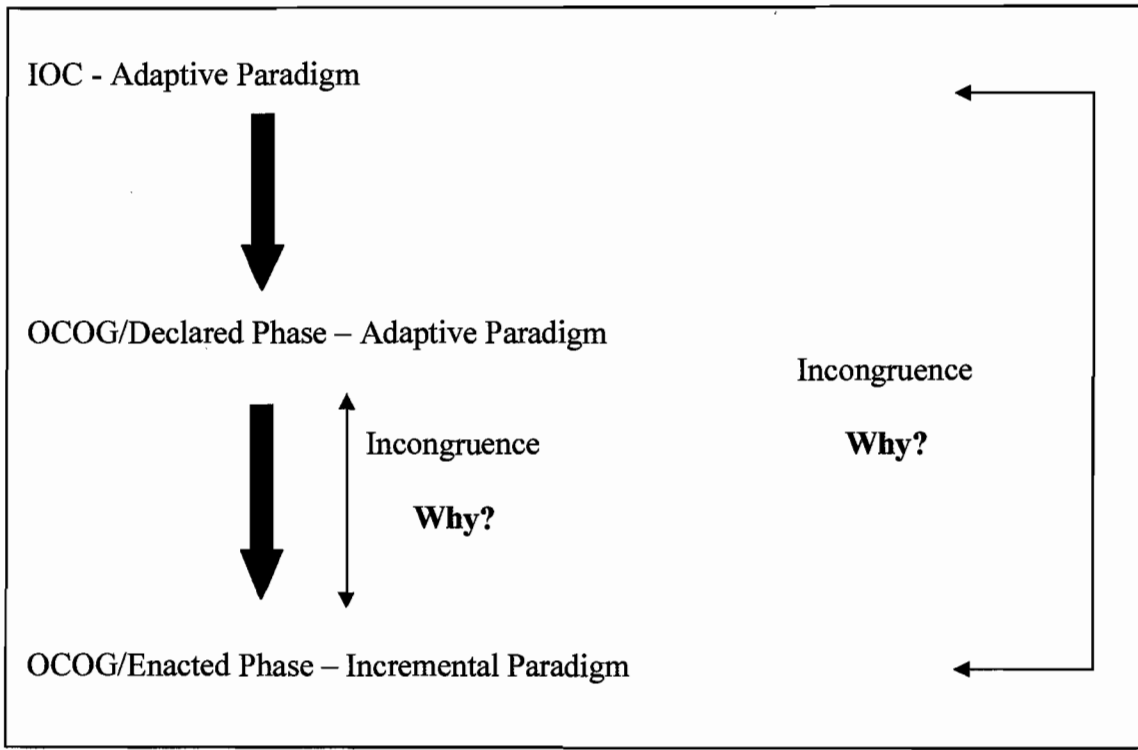 IOC - Adaptive Paradigm
OCOG/Declared Phase – Adaptive Paradigm
Incongruence
Why?
Incongruence
Why?
OCOG/Enacted Phase – Incremental Paradigm